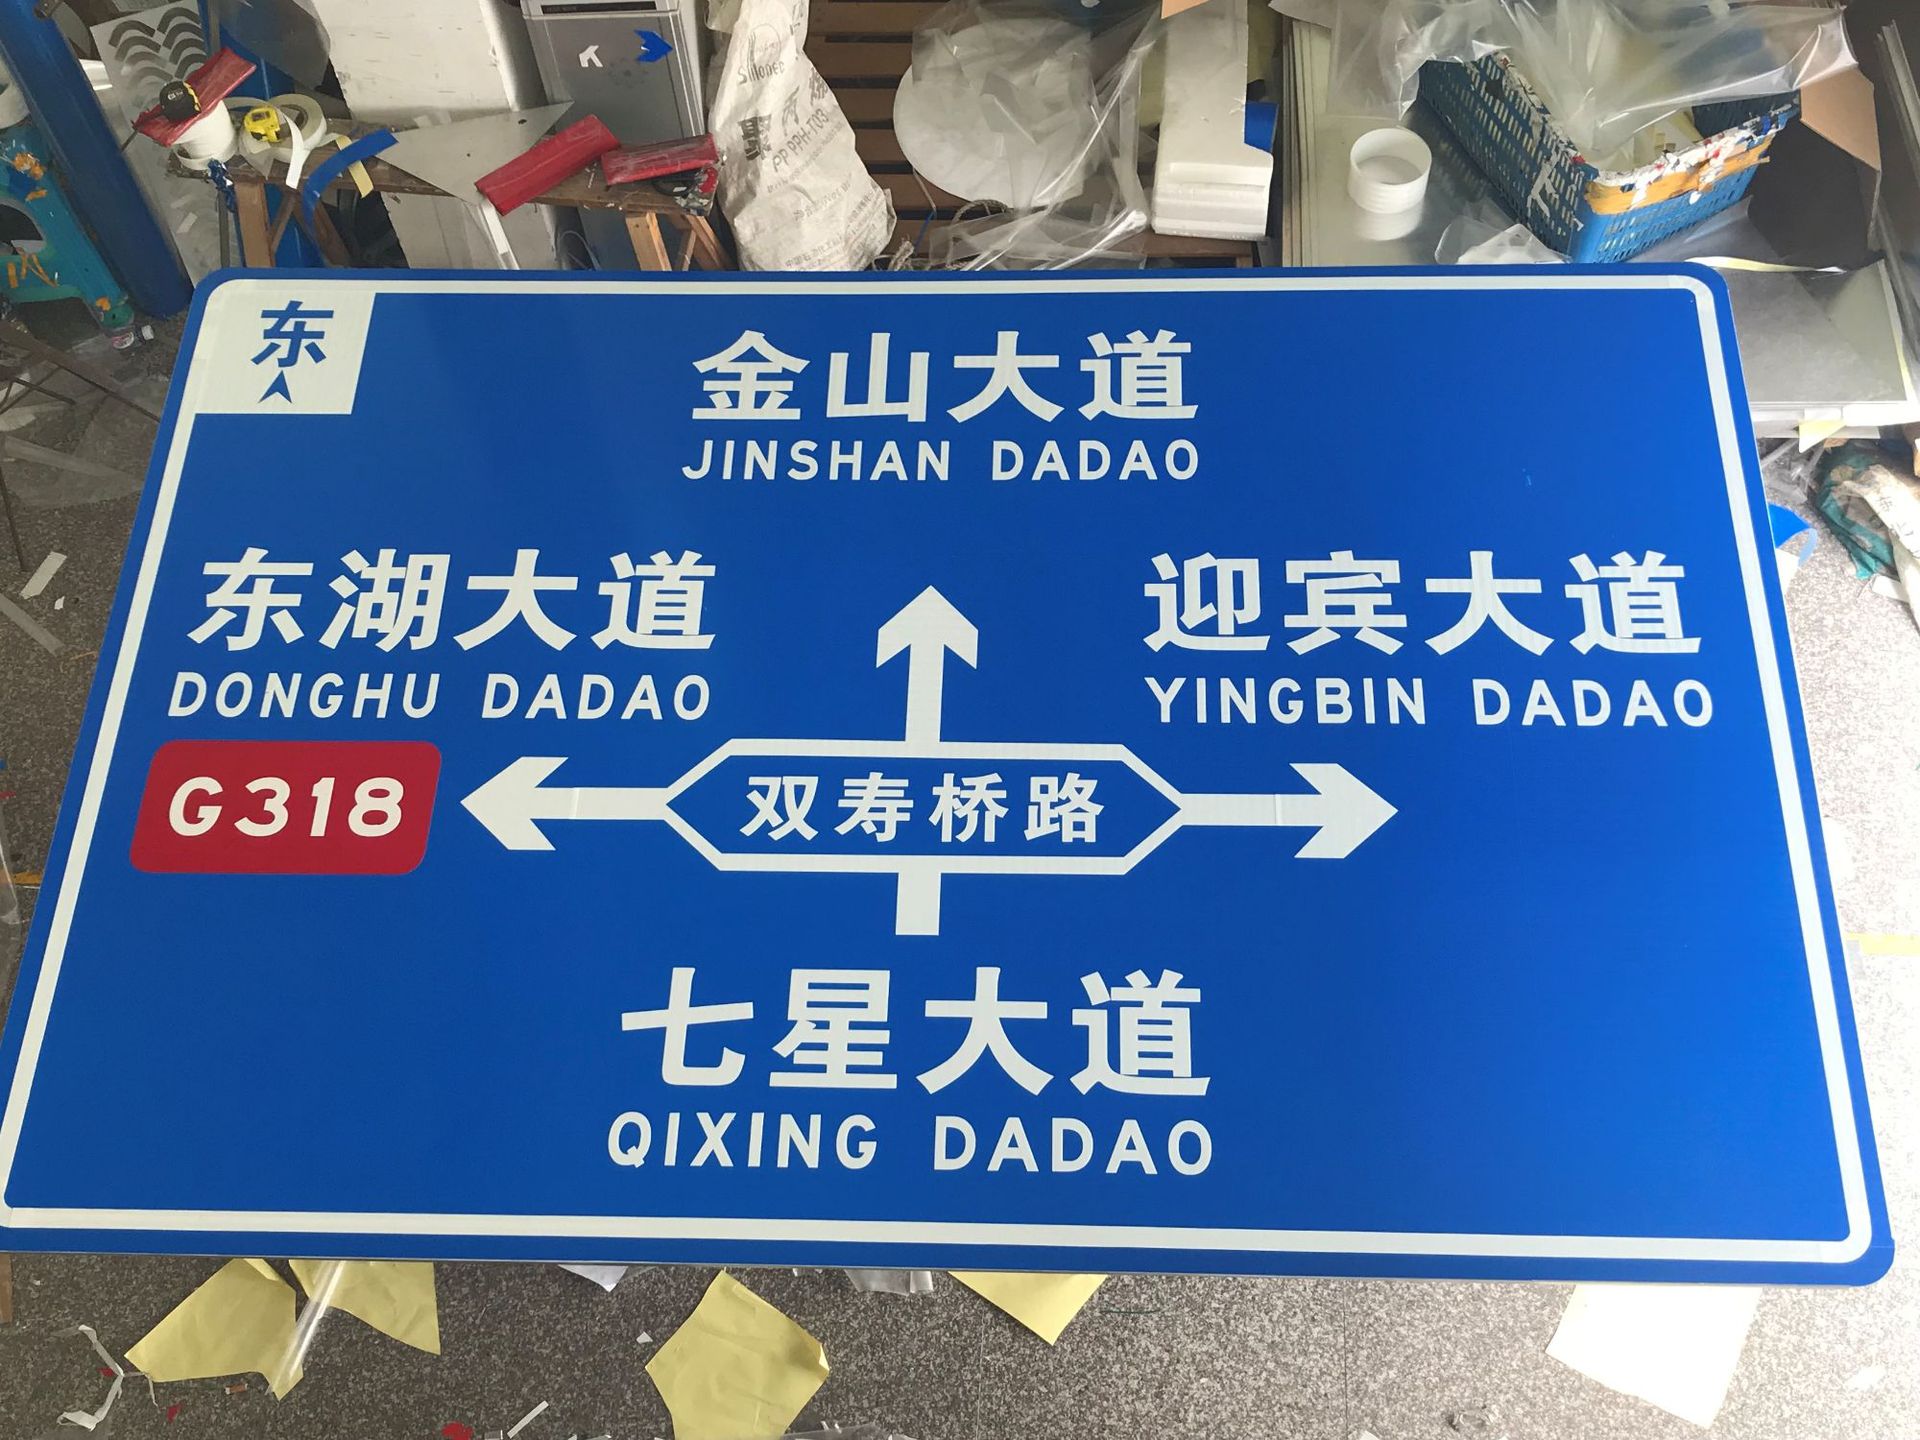 东
金山大道
JINSHAN DADAO
东湖大道
DONGHU DADAO
迎宾大道
YINGBIN DADAO
G318
双寿桥路
七星大道
QIXING DADAO